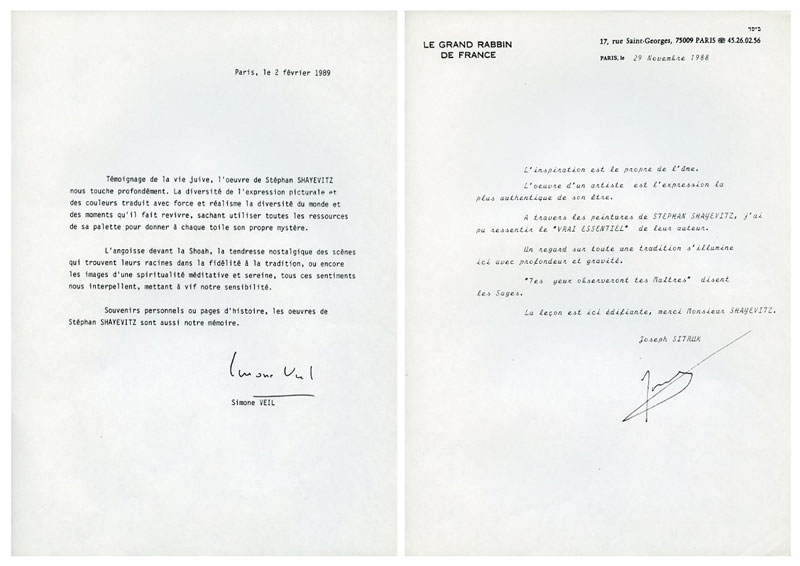 Paris, le 2 février 1989
Témoignage de la vie juive, l'oeuvre de Stéphan SHAYEVITZ
nous touche profondément. La diversité de l'expression picturale et
des couleurs traduit avec force et réalisme la diversité du monde et
des moments qu'il fait revivre, sachant utiliser toutes les ressources
de sa palette pour donner à chaque toile son propre mystère.
L'angoisse devant la Shoah, la tendresse nostalgique des scènes
qui trouvent leurs racines dans la fidélité à la tradition, ou encore
les images d'une spiritualité méditative et sereine, tous ces sentiments
nous interpellent, mettant à vif notre sensibilité.
Souvenirs personnels ou pages d'histoire, les oeuvres de
Stéphan SHAYEVITZ sont aussi notre mémoire.
Simone Veil
Simone VEIL
בּ״סד
LE GRAND RABBIN
DE FRANCE
17, rue Saint-Georges, 75009 PARIS ☎ 45.26.02.56
PARIS, le 29 Novembre 1988
L'inspiration est le propre de l'âme.
L'oeuvre d'un artiste est l'expression la
plus authentique de son être.
A travers les peintures de STEPHAN SHAYEVITZ, j'ai
pu ressentir le "VRAI ESSENTIEL" de leur auteur.
Un regard sur toute une tradition s'illumine
ici avec profondeur et gravité.
"Tes yeux observeront tes Maîtres" disent
les Sages.
La leçon est ici édifiante, merci Monsieur SHAYEVITZ.
Joseph SITRUK